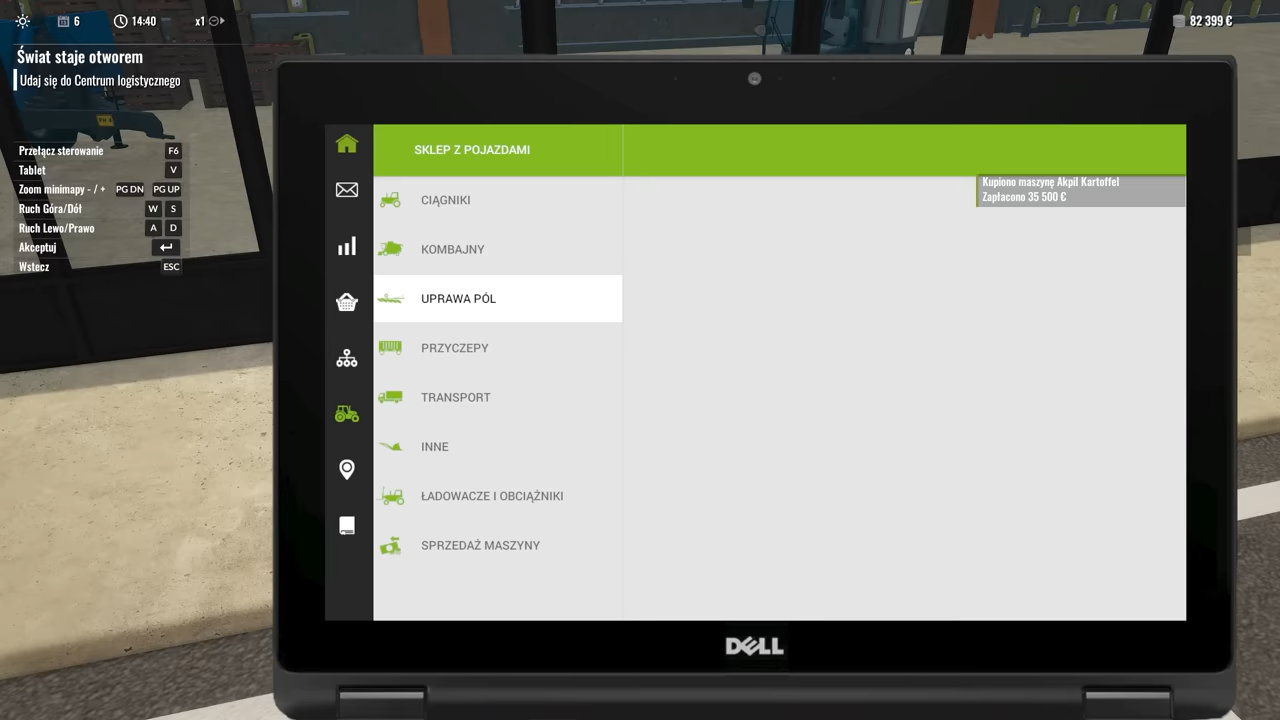 6
14:40
x1
82 399 €
Świat staje otworem
Udaj się do Centrum logistycznego
Przełącz sterowanie F6
Tablet V
Zoom minimapy - / + PG DN PG UP
Ruch Góra/Dół W S
Ruch Lewo/Prawo A D
Akceptuj
Wstecz ESC
SKLEP Z POJAZDAMI
Kupiono maszynę Akpil Kartoffel
Zapłacono 35 500 €
CIĄGNIKI
KOMBAJNY
UPRAWA PÓL
PRZYCZEPY
TRANSPORT
INNE
ŁADOWACZE I OBCIĄŻNIKI
SPRZEDAŻ MASZYNY
DELL